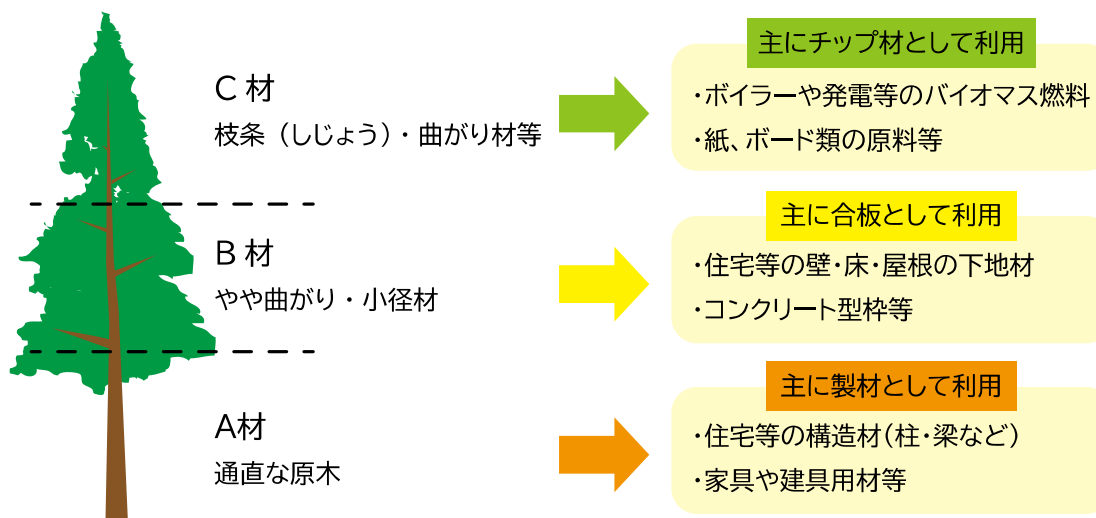 C 材
枝条（しじょう）・曲がり材等
主にチップ材として利用
・ボイラーや発電等のバイオマス燃料
・紙、ボード類の原料等
B 材
やや曲がり・小径材
主に合板として利用
・住宅等の壁・床・屋根の下地材
・コンクリート型枠等
A材
通直な原木
主に製材として利用
・住宅等の構造材（柱・梁など）
・家具や建具用材等